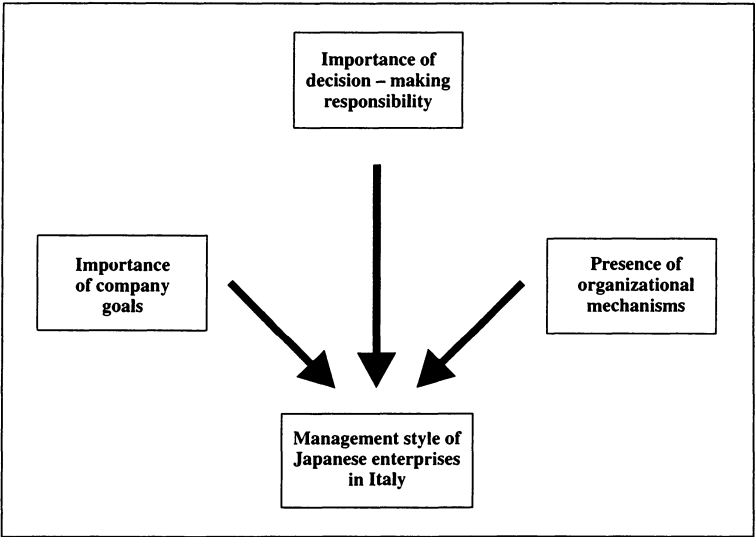 Importance of
decision – making
responsibility
Importance
of company
goals
Presence of
organizational
mechanisms
Management style of
Japanese enterprises
in Italy